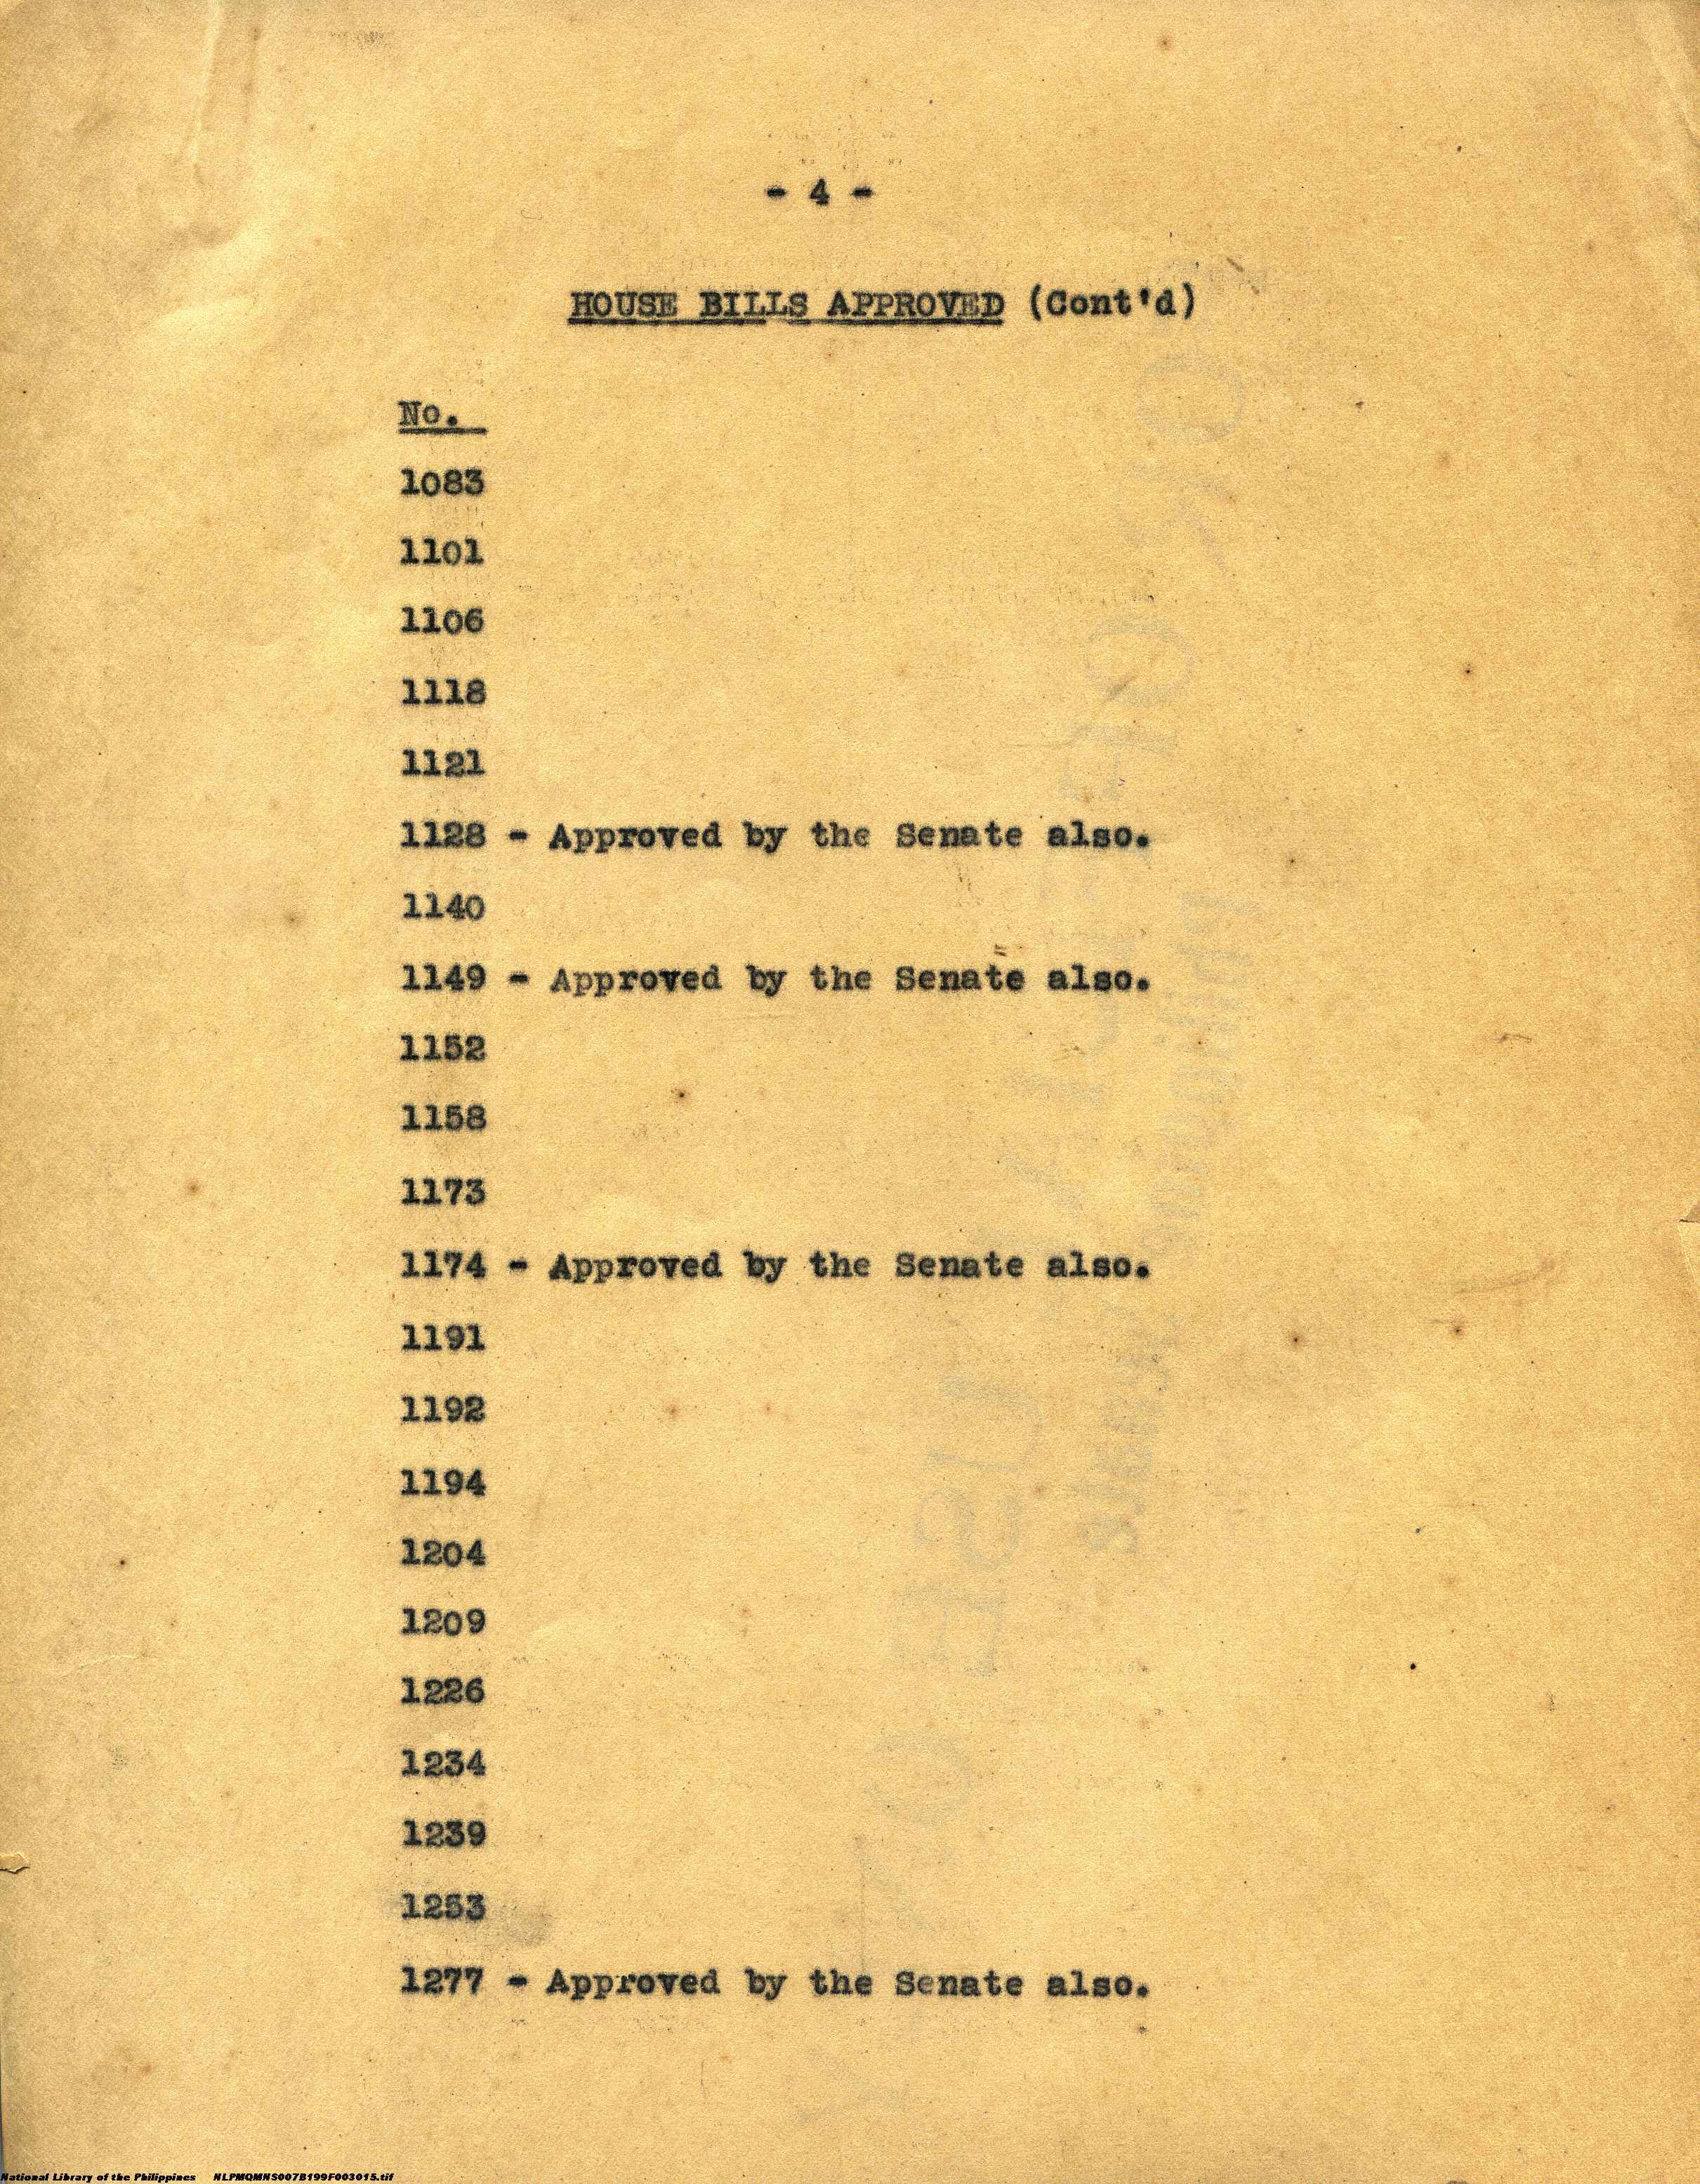 - 4 -
HOUSE BILLS APPROVED (Cont'd)
No.
1083
1101
1106
1118
1121
1128 - Approved by the Senate also.
1140
1149 - Approved by the Senate also.
1152
1158
1173
1174 - Approved by the Senate also.
1191
1192
1194
1204
1209
1226
1234
1239
1253
1277 - Approved by the Senate also.
National Library of the Philippines NLPMQMNS007B199F003015.tif